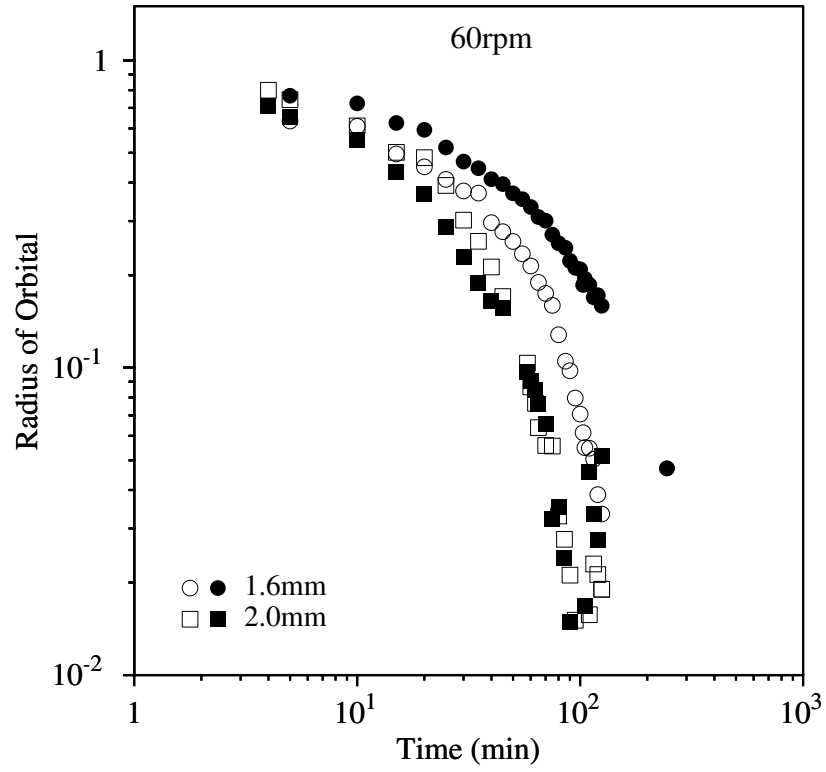 60rpm
1
10-1
10-2
Radius of Orbital
1.6mm
2.0mm
1 101 102 103
Time (min)